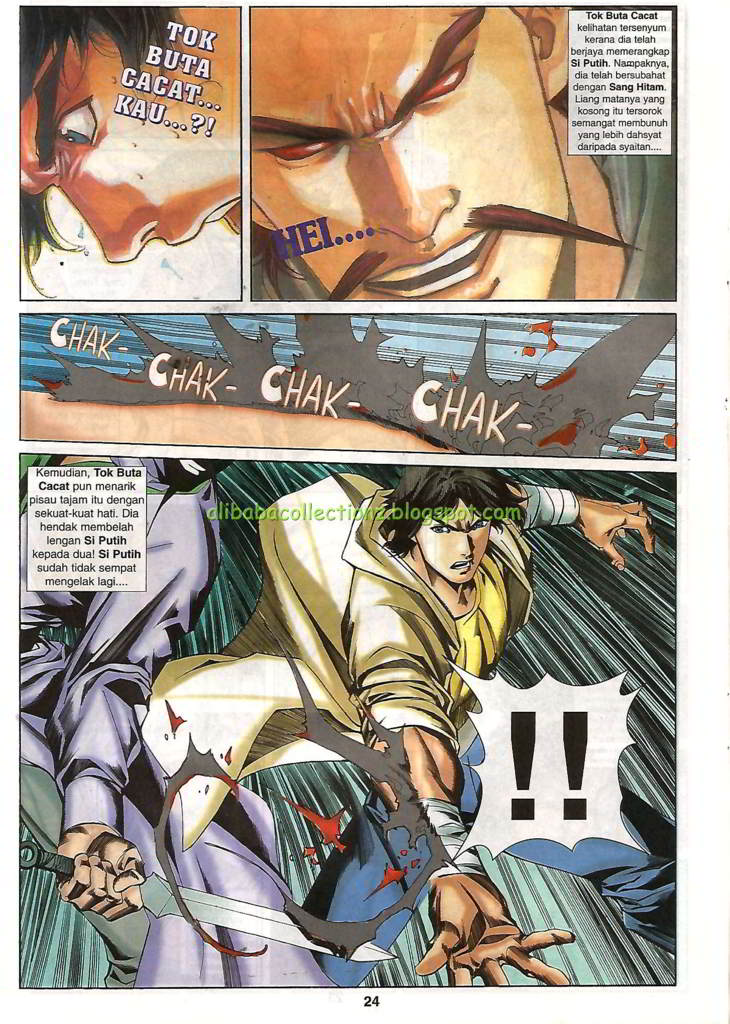 TOK
BUTA
CACAT...
KAU...?!
HEI....
Tok Buta Cacat
kelihatan tersenyum
kerana dia telah
berjaya memerangkap
Si Putih. Nampaknya,
dia telah bersubahat
dengan Sang Hitam.
Liang matanya yang
kosong itu tersorok
semangat membunuh
yang lebih dahsyat
daripada syaitan....
CHAK-
CHAK-
CHAK-
CHAK-
Kemudian, Tok Buta
Cacat pun menarik
pisau tajam itu dengan
sekuat-kuat hati. Dia
hendak membelah
lengan Si Putih
kepada dua! Si Putih
sudah tidak sempat
mengelak lagi....
alibabacollectionz.blogspot.com
!!
24